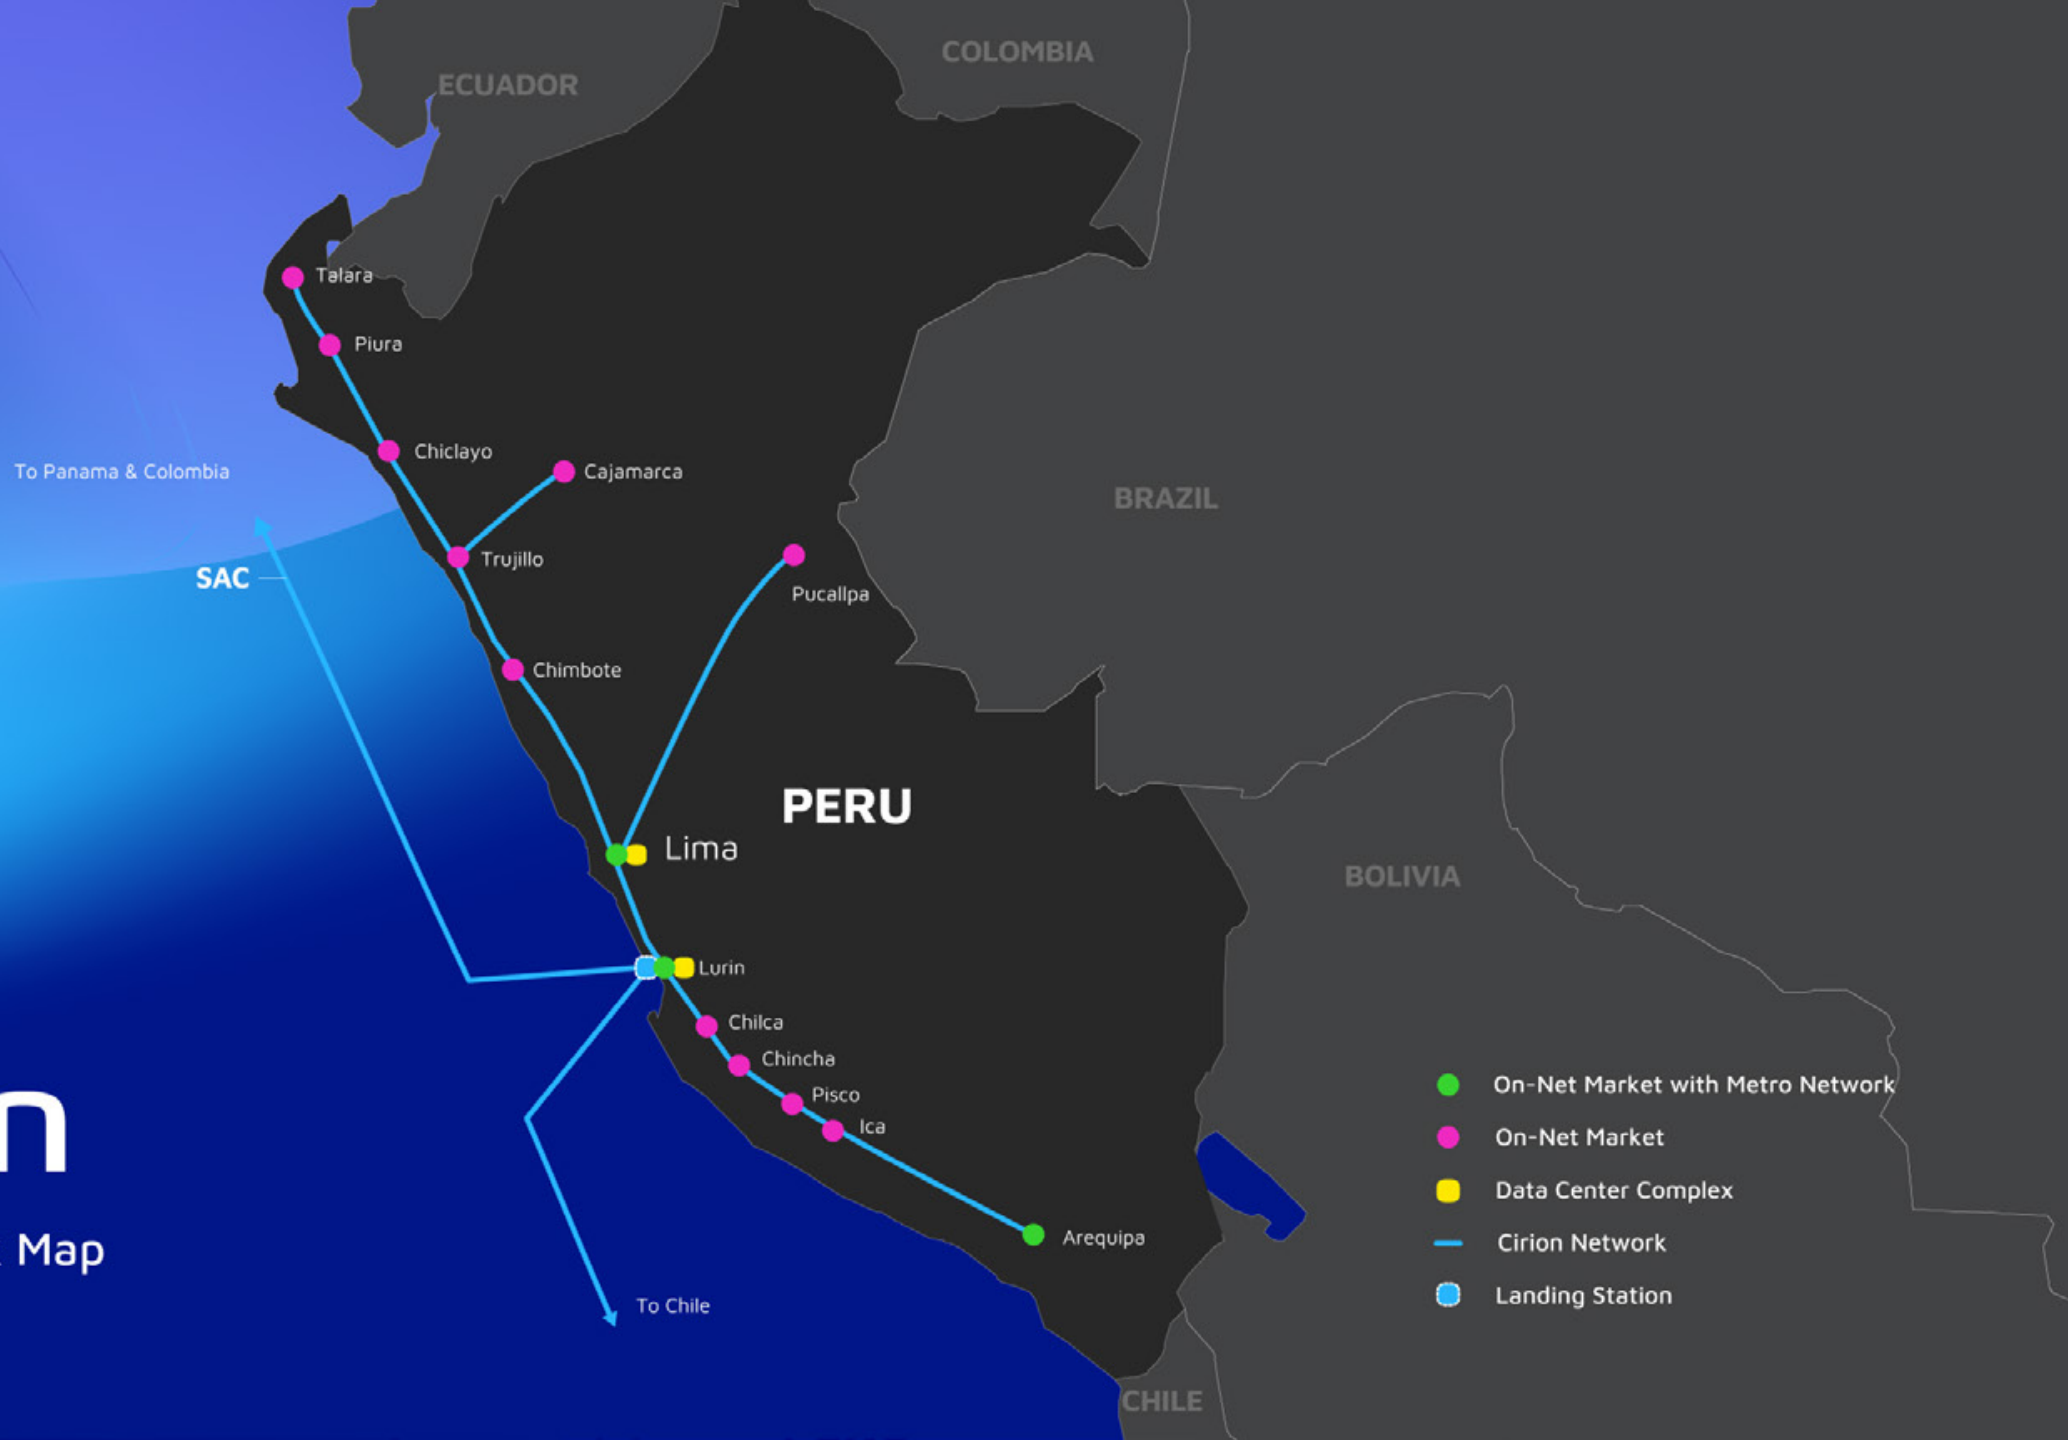 COLOMBIA
ECUADOR
Talara
Piura
Chiclayo
To Panama & Colombia
Cajamarca
BRAZIL
Trujillo
SAC
Pucallpa
Chimbote
PERU
Lima
BOLIVIA
Lurin
Chilca
Chincha
Pisco
Ica
On-Net Market with Metro Network
n
On-Net Market
Data Center Complex
Arequipa
Map
Cirion Network
Landing Station
To Chile
CHILE